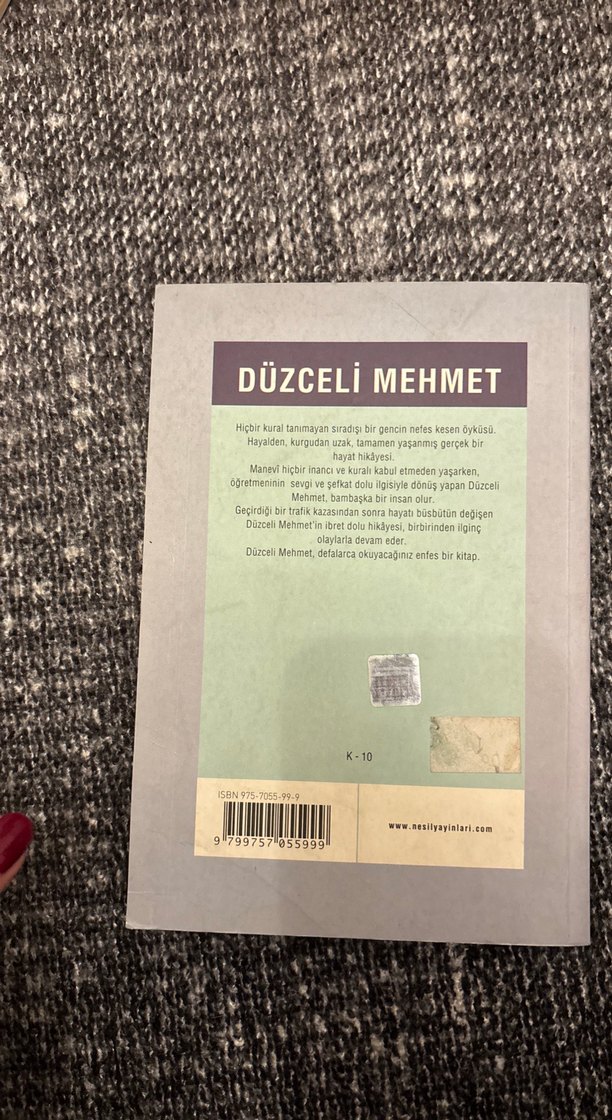 DÜZCELİ MEHMET
Hiçbir kural tanımayan sıradışı bir gencin nefes kesen öyküsü.
Hayalden, kurgudan uzak, tamamen yaşanmış gerçek bir
hayat hikâyesi.
Manevî hiçbir inancı ve kuralı kabul etmeden yaşarken,
öğretmeninin sevgi ve şefkat dolu ilgisiyle dönüş yapan Düzceli
Mehmet, bambaşka bir insan olur.
Geçirdiği bir trafik kazasından sonra hayatı büsbütün değişen
Düzceli Mehmet'in ibret dolu hikâyesi, birbirinden ilginç
olaylarla devam eder.
Düzceli Mehmet, defalarca okuyacağınız enfes bir kitap.
K - 10
ISBN 975-7055-99-9
www.nesilyayinlari.com
9 799757 055999